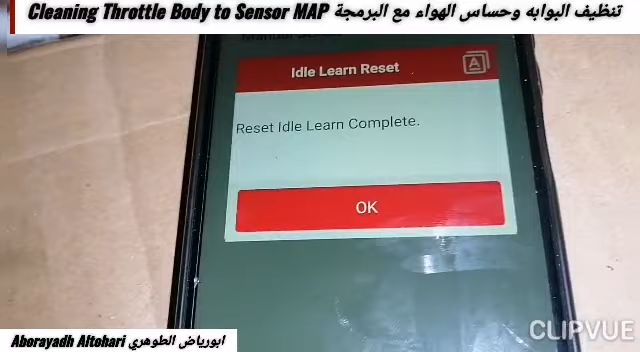 Cleaning Throttle Body to Sensor MAP تنظيف البوابه وحساس الهواء مع البرمجة
Idle Learn Reset
A
Reset Idle Learn Complete.
OK
Aborayadh Altohari ابورياض الطوهري
CLIPVUE